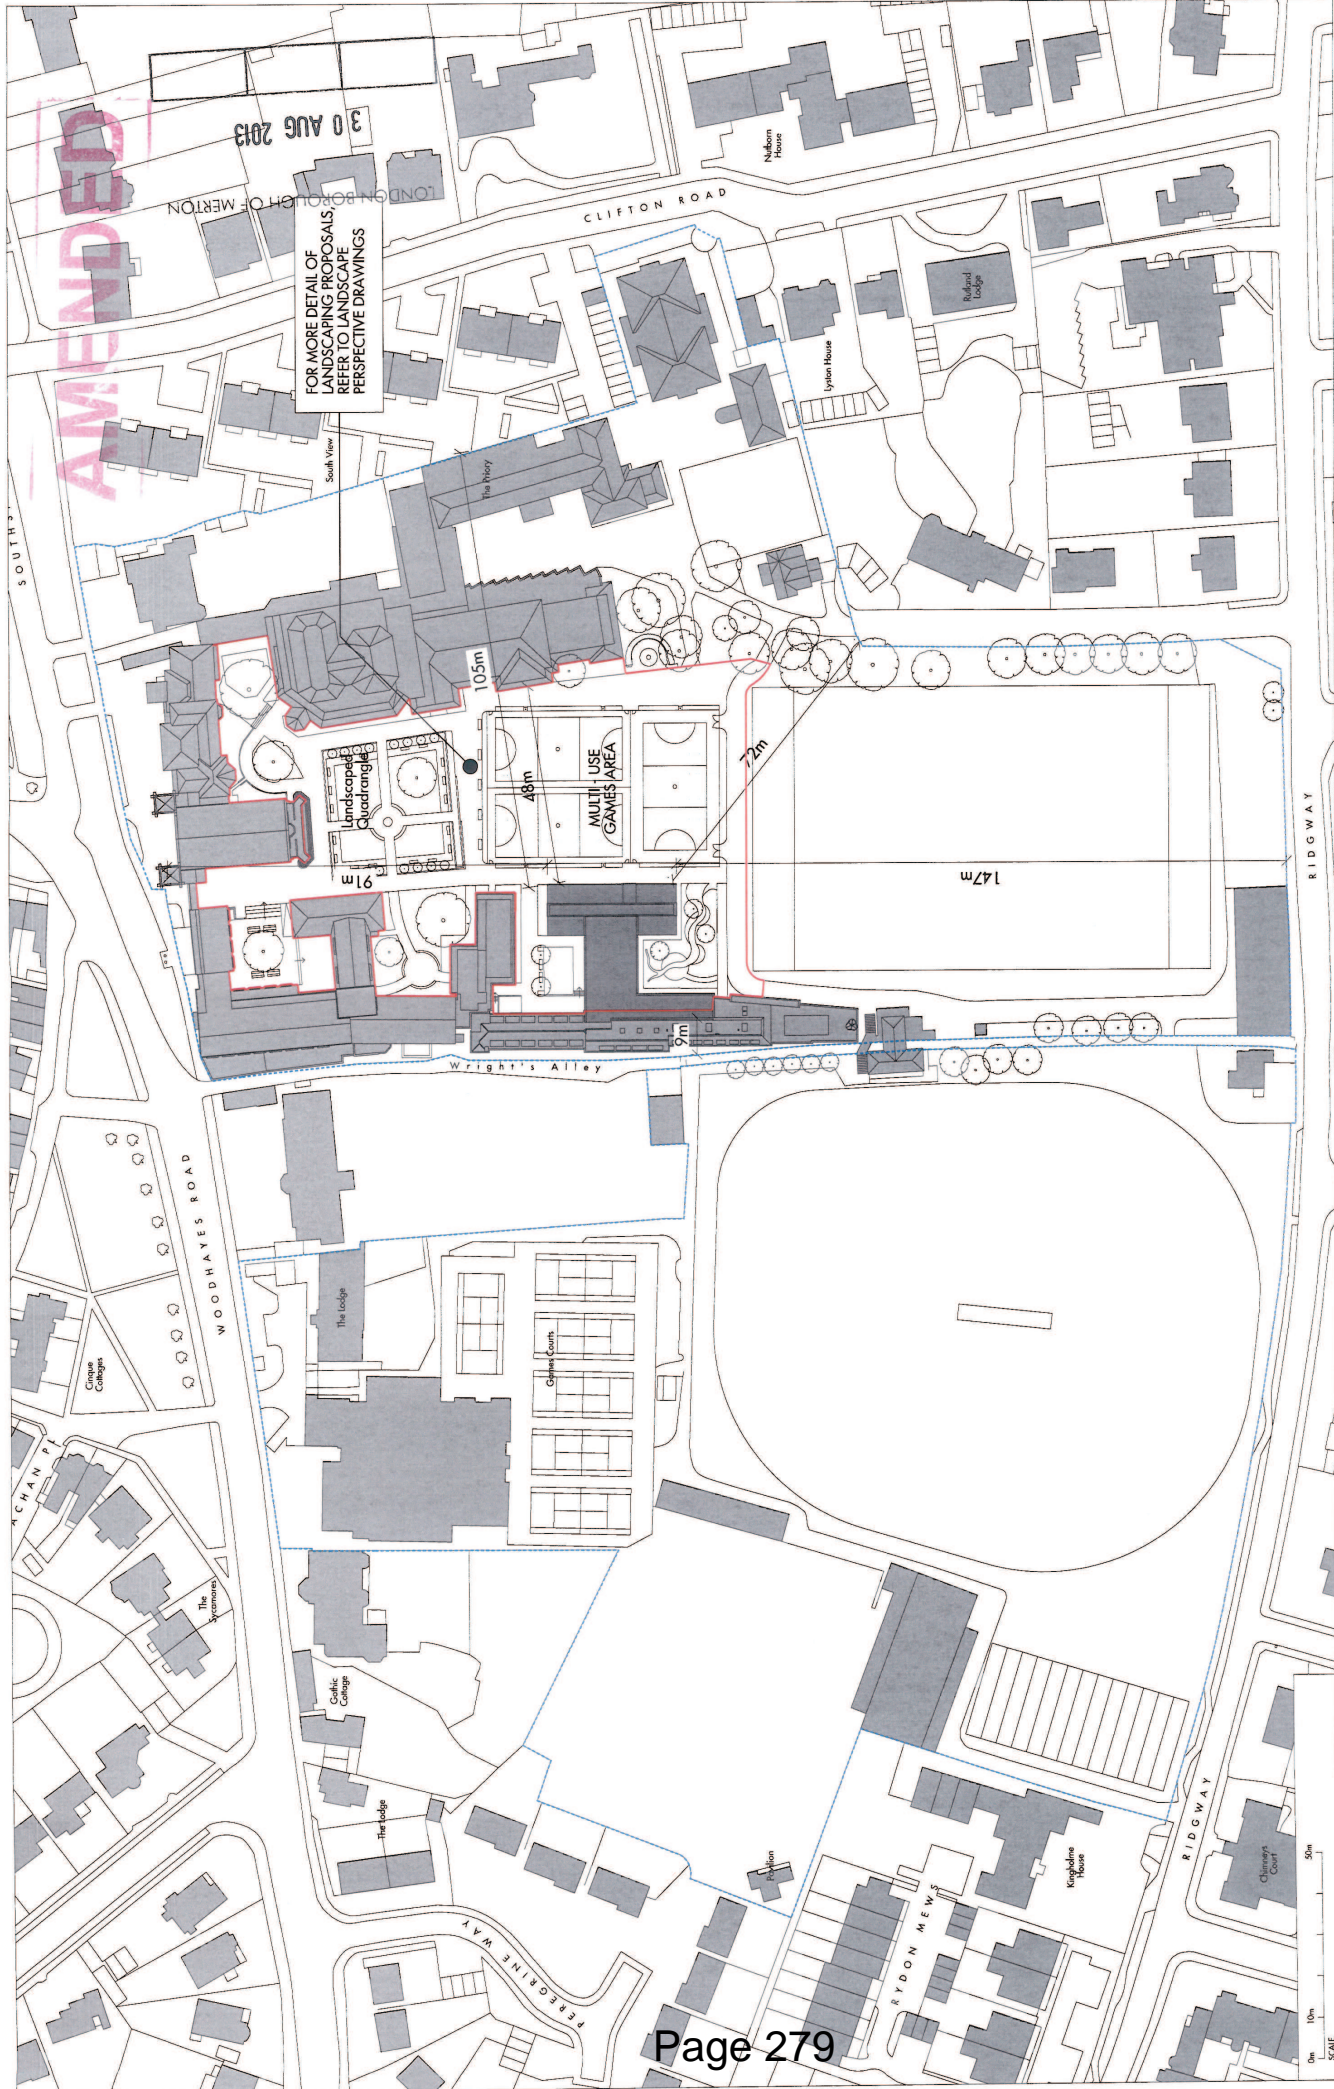 AMENDED
30 AUG 2013
LONDON BOROUGH OF MERTON
FOR MORE DETAIL OF
LANDSCAPING PROPOSALS,
REFER TO LANDSCAPE
PERSPECTIVE DRAWINGS
CLIFTON ROAD
Nutborn
House
Rutland
Lodge
Lyston House
South View
The Priory
105m
48m
MULTI - USE
GAMES AREA
Landscaped
Quadrangle
91m
72m
147m
9m
Wright's Alley
RIDGWAY
WOODHAYES ROAD
Cinque
Cottages
The Lodge
Games Courts
ACHAN PL
The
Sycamores
Gothic
Cottage
The Lodge
PEREGRINE WAY
Pavilion
RYDON MEWS
Kingholme
House
RIDGWAY
Chimneys
Court
0m 10m 50m
SCALE
Page 279